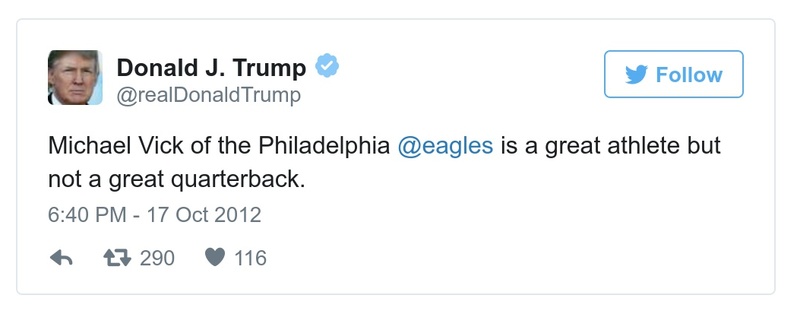 Donald J. Trump
@realDonaldTrump
Follow
Michael Vick of the Philadelphia @eagles is a great athlete but
not a great quarterback.
6:40 PM - 17 Oct 2012
290 116